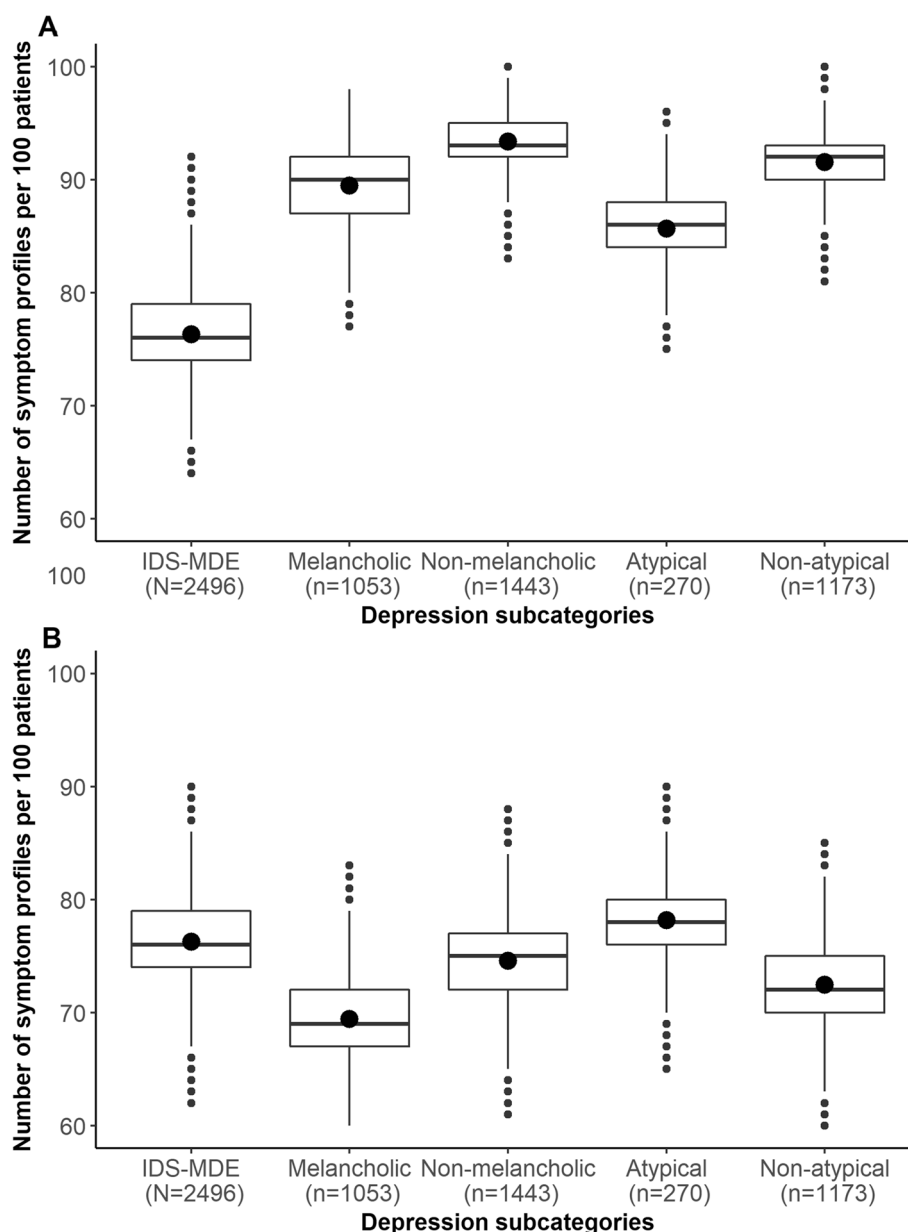 A
Number of symptom profiles per 100 patients
100
90
80
70
60
IDS-MDE Melancholic Non-melancholic Atypical Non-atypical
(N=2496) (n=1053) (n=1443) (n=270) (n=1173)
100
Depression subcategories
B
Number of symptom profiles per 100 patients
100
90
80
70
60
IDS-MDE Melancholic Non-melancholic Atypical Non-atypical
(N=2496) (n=1053) (n=1443) (n=270) (n=1173)
Depression subcategories